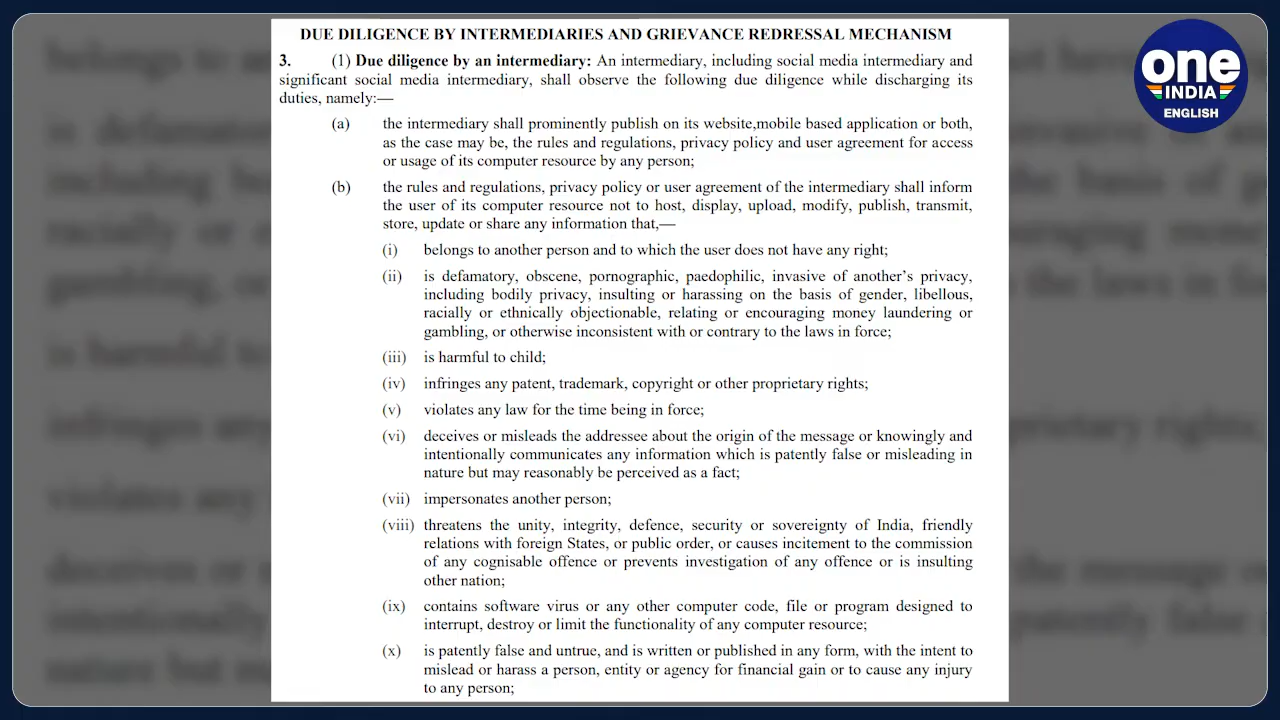 DUE DILIGENCE BY INTERMEDIARIES AND GRIEVANCE REDRESSAL MECHANISM
3. (1) Due diligence by an intermediary: An intermediary, including social media intermediary and
significant social media intermediary, shall observe the following due diligence while discharging its
duties, namely:—
(a) the intermediary shall prominently publish on its website,mobile based application or both,
as the case may be, the rules and regulations, privacy policy and user agreement for access
or usage of its computer resource by any person;
(b) the rules and regulations, privacy policy or user agreement of the intermediary shall inform
the user of its computer resource not to host, display, upload, modify, publish, transmit,
store, update or share any information that,—
(i) belongs to another person and to which the user does not have any right;
(ii) is defamatory, obscene, pornographic, paedophilic, invasive of another's privacy,
including bodily privacy, insulting or harassing on the basis of gender, libellous,
racially or ethnically objectionable, relating or encouraging money laundering or
gambling, or otherwise inconsistent with or contrary to the laws in force;
(iii) is harmful to child;
(iv) infringes any patent, trademark, copyright or other proprietary rights;
(v) violates any law for the time being in force;
(vi) deceives or misleads the addressee about the origin of the message or knowingly and
intentionally communicates any information which is patently false or misleading in
nature but may reasonably be perceived as a fact;
(vii) impersonates another person;
(viii) threatens the unity, integrity, defence, security or sovereignty of India, friendly
relations with foreign States, or public order, or causes incitement to the commission
of any cognisable offence or prevents investigation of any offence or is insulting
other nation;
(ix) contains software virus or any other computer code, file or program designed to
interrupt, destroy or limit the functionality of any computer resource;
(x) is patently false and untrue, and is written or published in any form, with the intent to
mislead or harass a person, entity or agency for financial gain or to cause any injury
to any person;
one
INDIA
ENGLISH